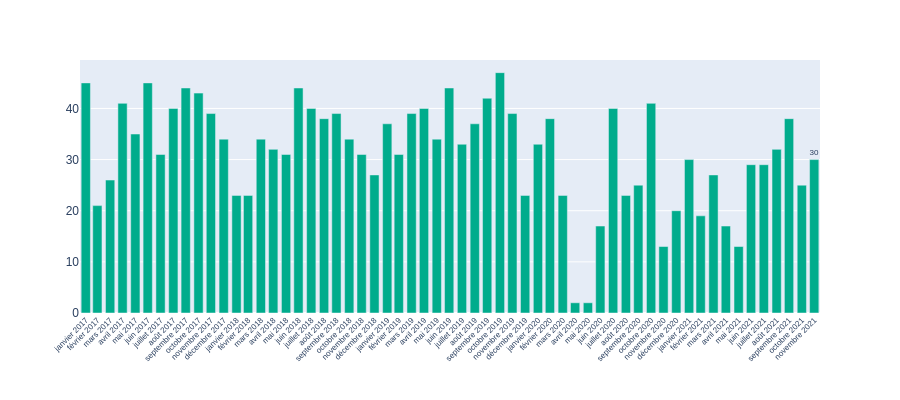 40
30
20
10
0
30
janvier 2017
février 2017
mars 2017
avril 2017
mai 2017
juin 2017
juillet 2017
août 2017
septembre 2017
octobre 2017
novembre 2017
décembre 2017
janvier 2018
février 2018
mars 2018
avril 2018
mai 2018
juin 2018
juillet 2018
août 2018
septembre 2018
octobre 2018
novembre 2018
décembre 2018
janvier 2019
février 2019
mars 2019
avril 2019
mai 2019
juin 2019
juillet 2019
août 2019
septembre 2019
octobre 2019
novembre 2019
décembre 2019
janvier 2020
février 2020
mars 2020
avril 2020
mai 2020
juin 2020
juillet 2020
août 2020
septembre 2020
octobre 2020
novembre 2020
décembre 2020
janvier 2021
février 2021
mars 2021
avril 2021
mai 2021
juin 2021
juillet 2021
août 2021
septembre 2021
octobre 2021
novembre 2021